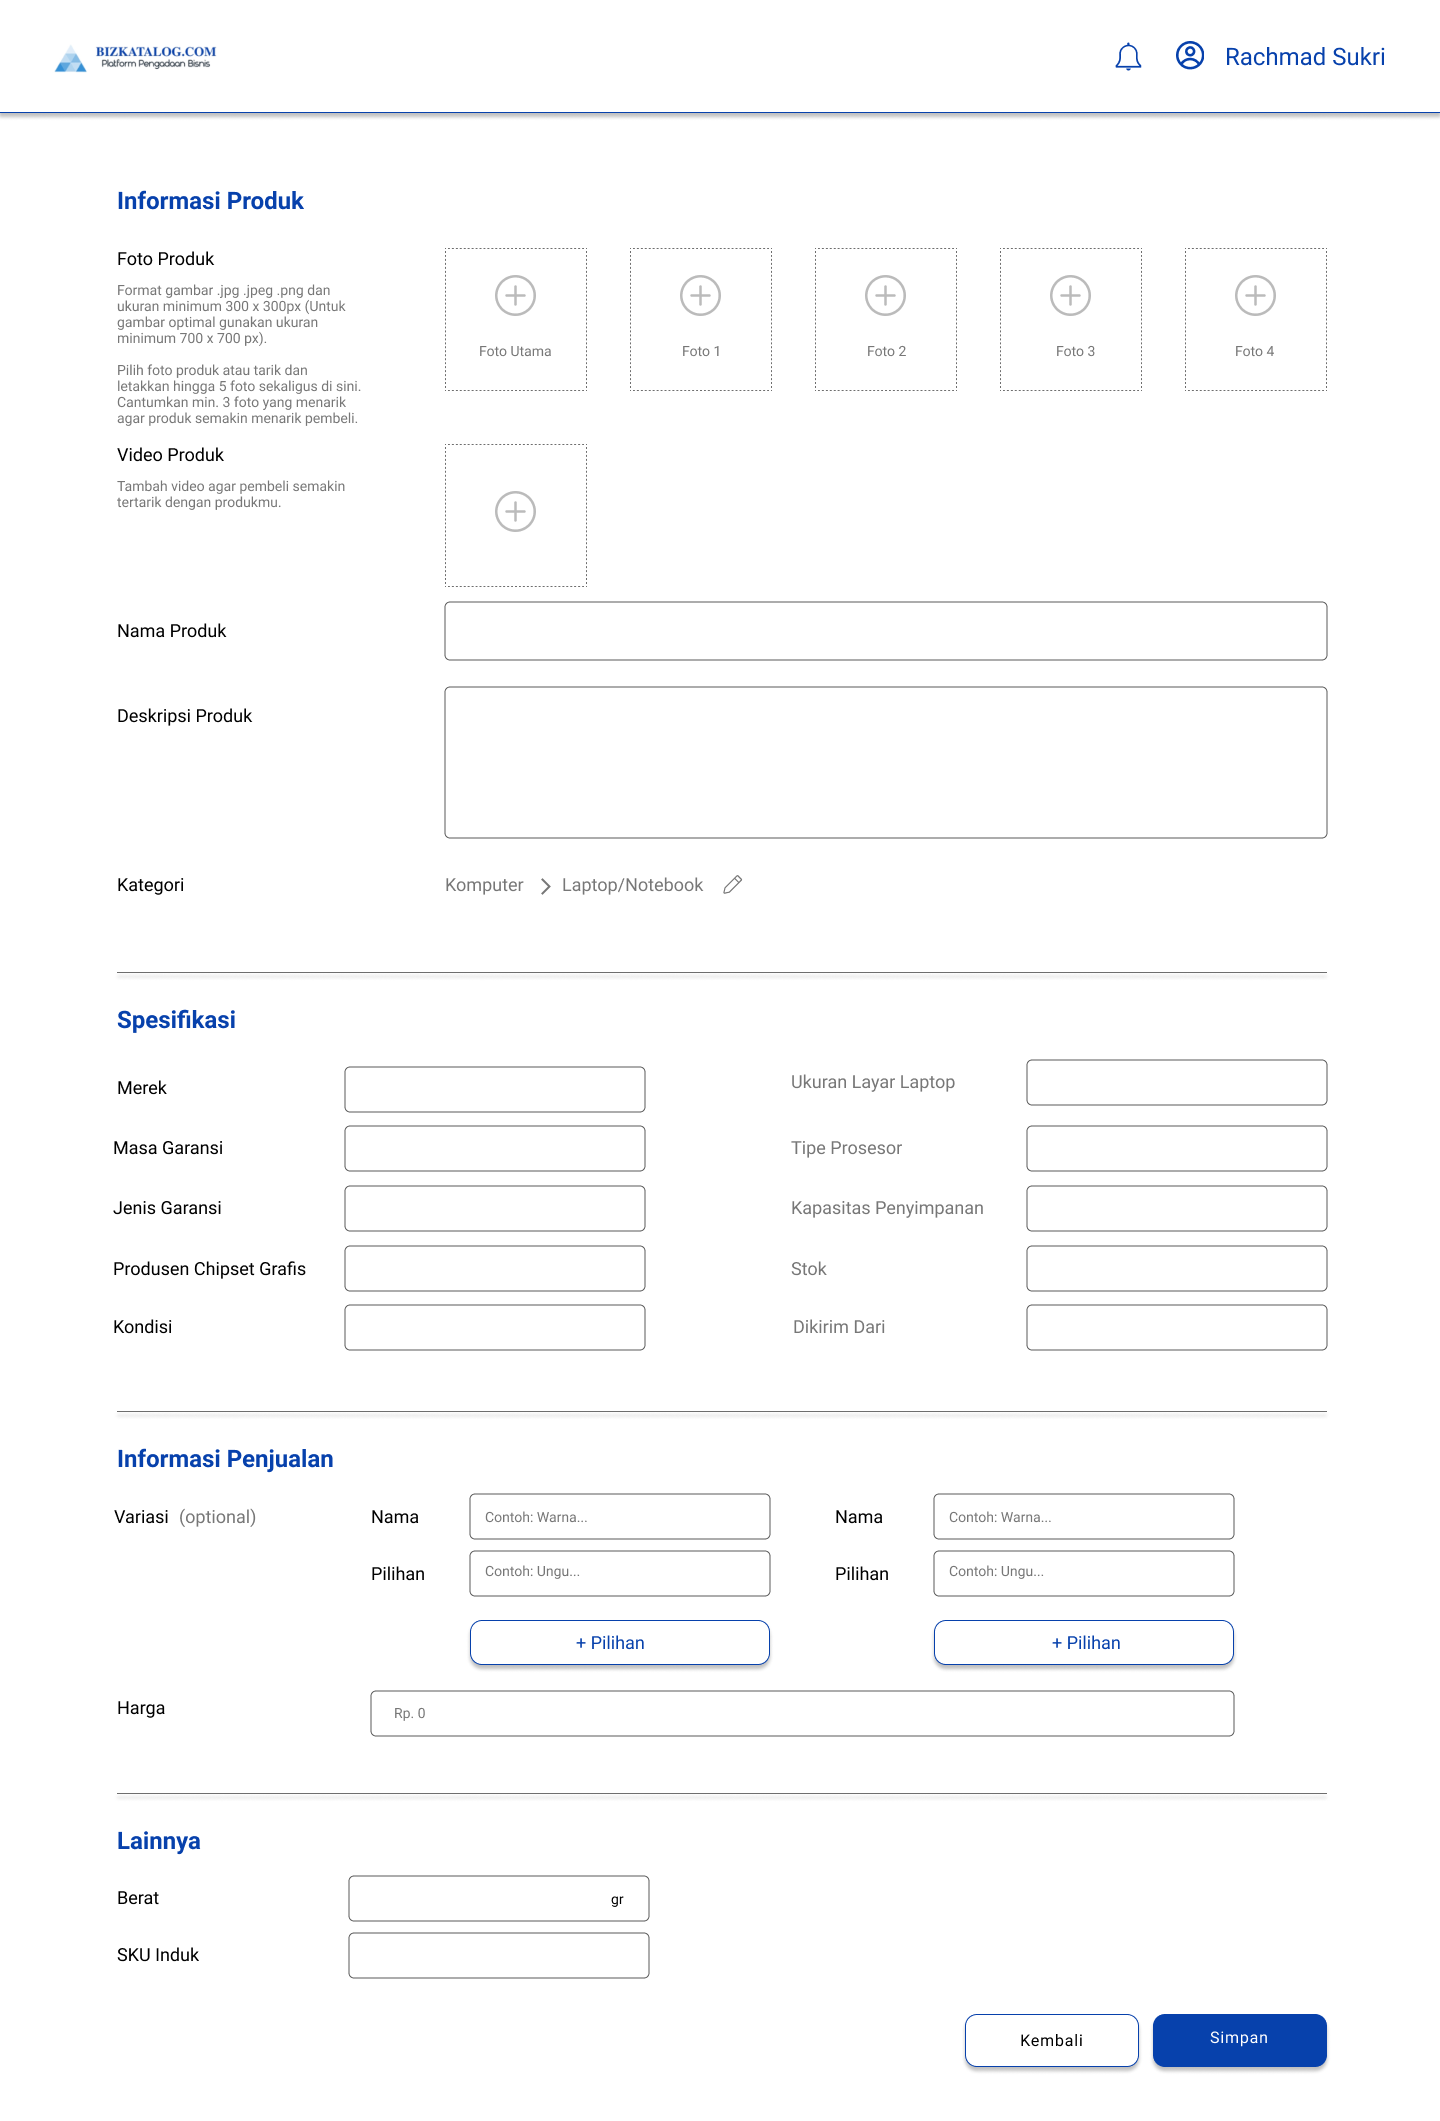 BIZKATALOG.COM
Platform Pengadaan Bisnis
Rachmad Sukri
Informasi Produk
Foto Produk
Format gambar .jpg .jpeg .png dan
ukuran minimum 300 x 300px (Untuk
gambar optimal gunakan ukuran
minimum 700 x 700 px).
Pilih foto produk atau tarik dan
letakkan hingga 5 foto sekaligus di sini.
Cantumkan min. 3 foto yang menarik
agar produk semakin menarik pembeli.
Foto Utama
Foto 1
Foto 2
Foto 3
Foto 4
Video Produk
Tambah video agar pembeli semakin
tertarik dengan produkmu.
Nama Produk
Deskripsi Produk
Kategori
Komputer > Laptop/Notebook
Spesifikasi
Merek
Masa Garansi
Jenis Garansi
Produsen Chipset Grafis
Kondisi
Ukuran Layar Laptop
Tipe Prosesor
Kapasitas Penyimpanan
Stok
Dikirim Dari
Informasi Penjualan
Variasi (optional)
Nama
Contoh: Warna...
Pilihan
Contoh: Ungu...
+ Pilihan
Nama
Contoh: Warna...
Pilihan
Contoh: Ungu...
+ Pilihan
Harga
Rp. 0
Lainnya
Berat
gr
SKU Induk
Kembali
Simpan